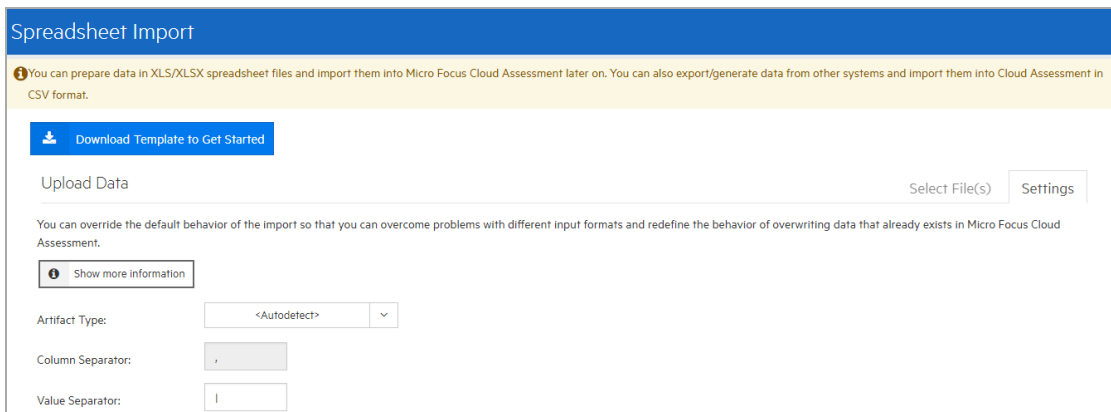 Spreadsheet Import
You can prepare data in XLS/XLSX spreadsheet files and import them into Micro Focus Cloud Assessment later on. You can also export/generate data from other systems and import them into Cloud Assessment in
CSV format.
Download Template to Get Started
Upload Data
Select File(s)
Settings
You can override the default behavior of the import so that you can overcome problems with different input formats and redefine the behavior of overwriting data that already exists in Micro Focus Cloud
Assessment.
Show more information
Artifact Type:
<Autodetect>
Column Separator:
,
Value Separator:
|